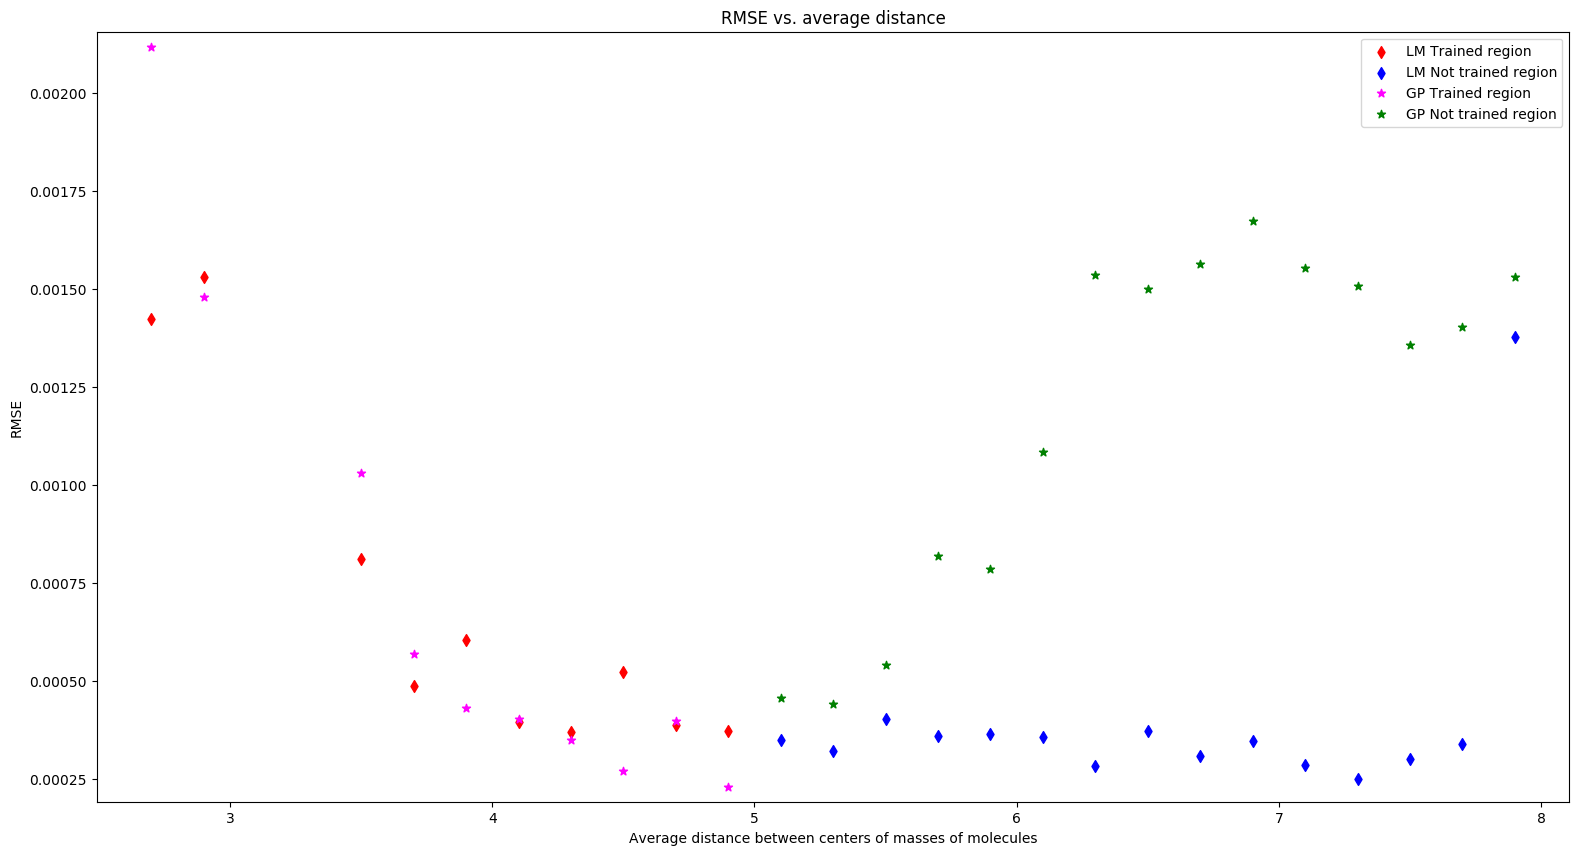 RMSE vs. average distance
LM Trained region
LM Not trained region
GP Trained region
GP Not trained region
0.00200
0.00175
0.00150
0.00125
0.00100
0.00075
0.00050
0.00025
RMSE
3 4 5 6 7 8
Average distance between centers of masses of molecules